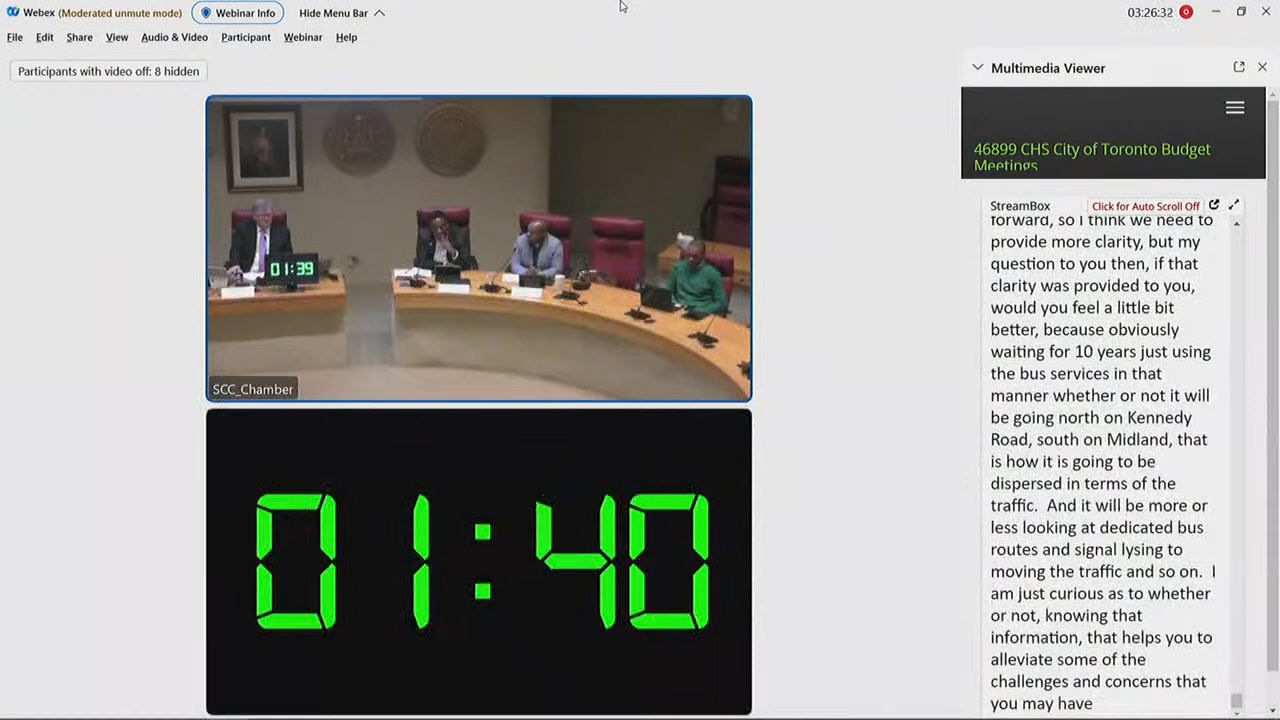 Webex (Moderated unmute mode) Webinar Info Hide Menu Bar 03:26:32
File Edit Share View Audio & Video Participant Webinar Help
Participants with video off: 8 hidden
Multimedia Viewer
46899 CHS City of Toronto Budget
Meetings
StreamBox Click for Auto Scroll Off
forward, so I think we need to
provide more clarity, but my
question to you then, if that
clarity was provided to you,
would you feel a little bit
better, because obviously
waiting for 10 years just using
the bus services in that
manner whether or not it will
be going north on Kennedy
Road, south on Midland, that
is how it is going to be
dispersed in terms of the
traffic. And it will be more or
less looking at dedicated bus
routes and signal lysing to
moving the traffic and so on. I
am just curious as to whether
or not, knowing that
information, that helps you to
alleviate some of the
challenges and concerns that
you may have
01:39
SCC_Chamber
01:40